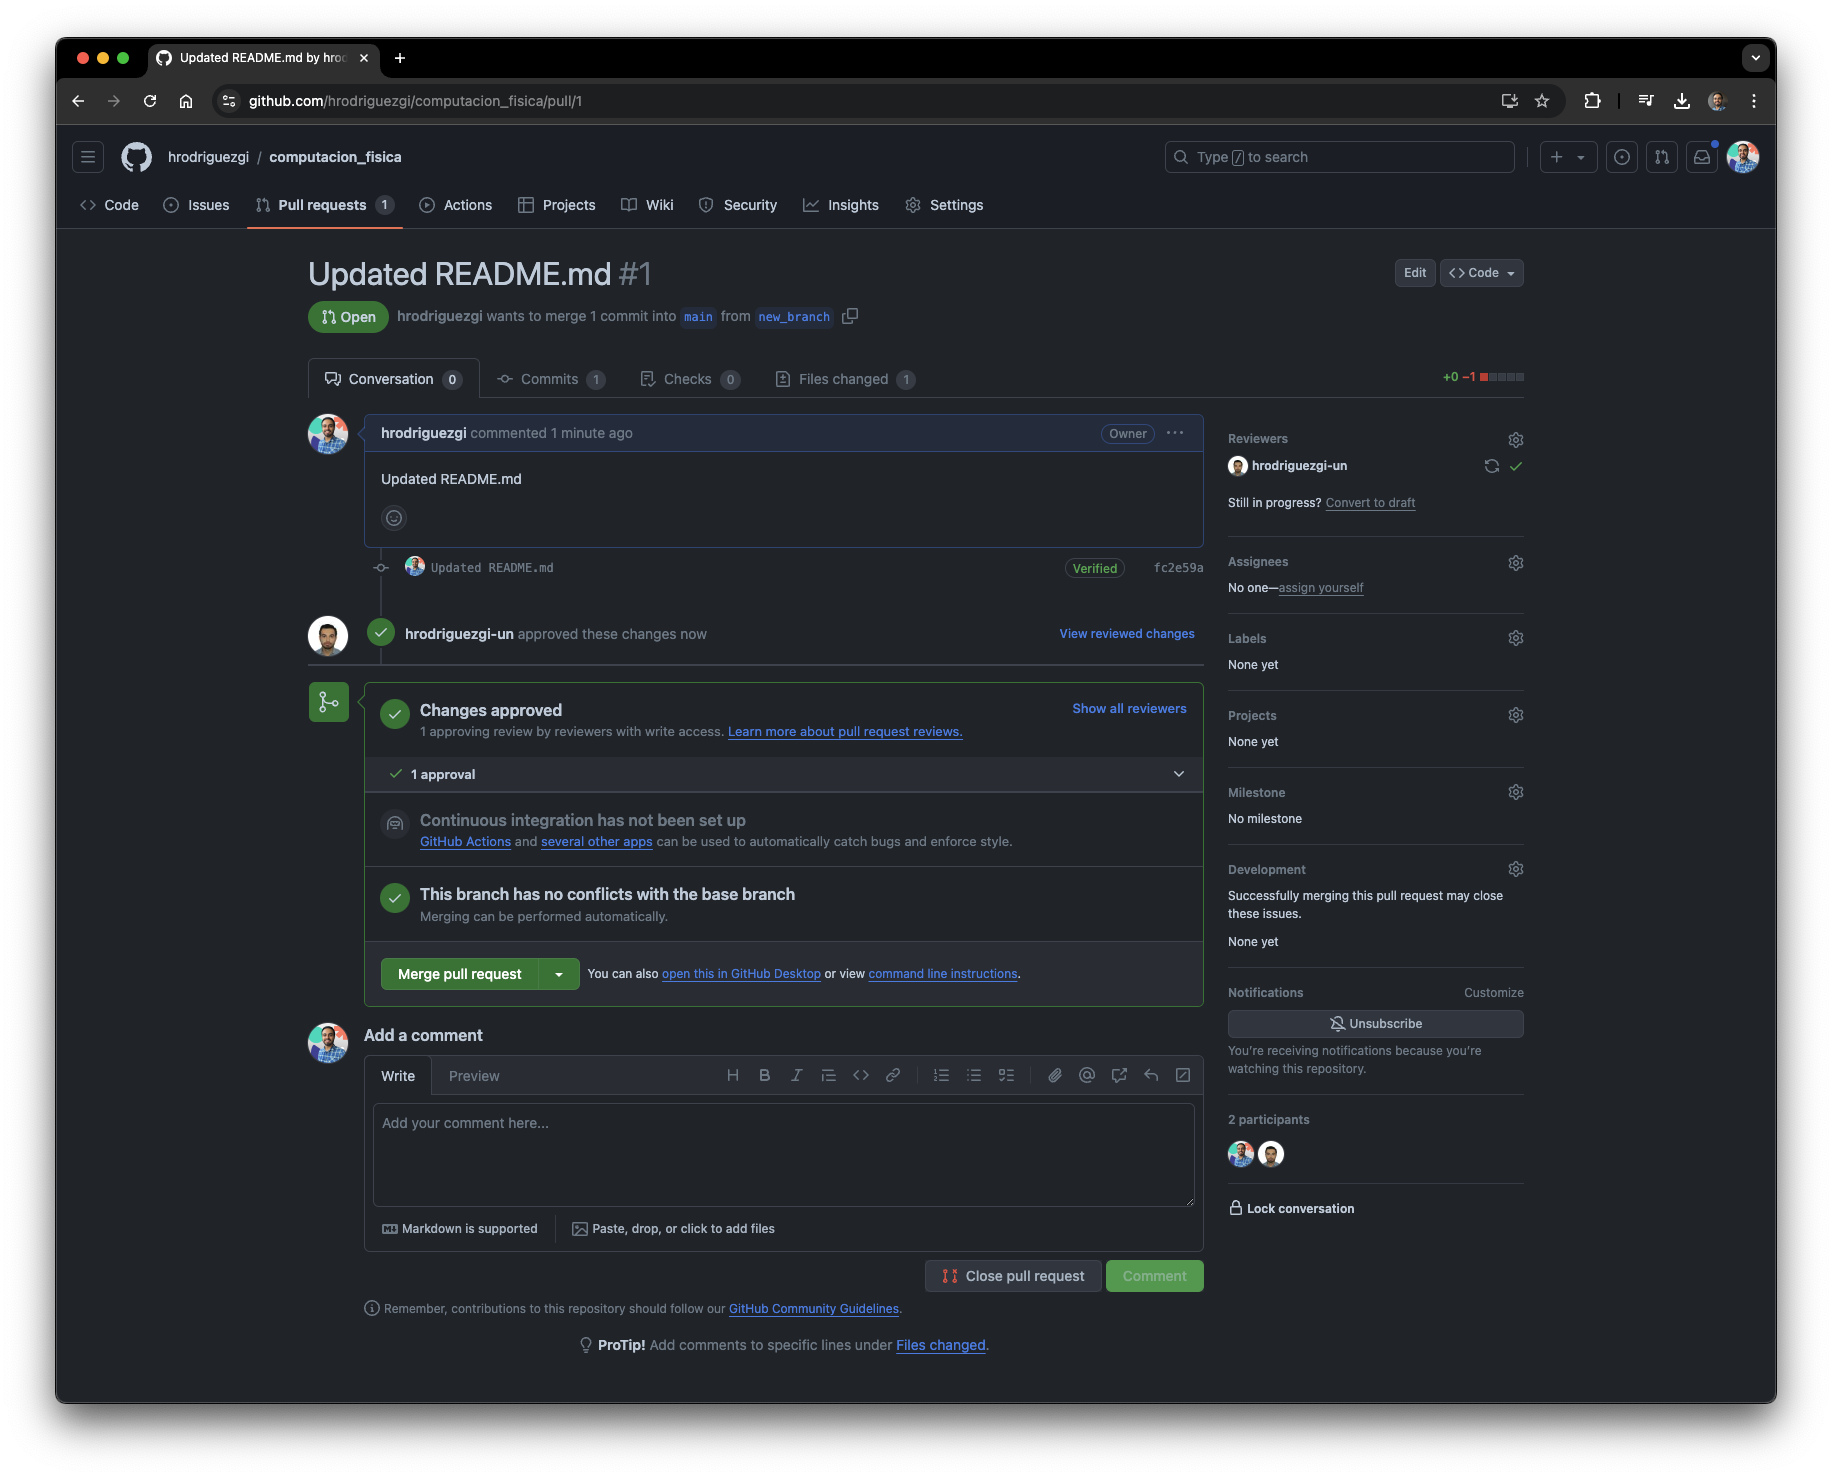 Updated README.md by hro
github.com/hrodriguezgi/computacion_fisica/pull/1
hrodriguezgi / computacion_fisica
Type / to search
Code
Issues
Pull requests 1
Actions
Projects
Wiki
Security
Insights
Settings
Updated README.md #1
Edit
Code
Open
hrodriguezgi wants to merge 1 commit into main from new_branch
Conversation 0
Commits 1
Checks 0
Files changed 1
+0 −1
hrodriguezgi commented 1 minute ago
Owner
Updated README.md
Updated README.md
Verified
fc2e59a
hrodriguezgi-un approved these changes now
View reviewed changes
Changes approved
Show all reviewers
1 approving review by reviewers with write access. Learn more about pull request reviews.
1 approval
Continuous integration has not been set up
GitHub Actions and several other apps can be used to automatically catch bugs and enforce style.
This branch has no conflicts with the base branch
Merging can be performed automatically.
Merge pull request
You can also open this in GitHub Desktop or view command line instructions.
Add a comment
Write
Preview
Add your comment here...
Markdown is supported
Paste, drop, or click to add files
Close pull request
Comment
Remember, contributions to this repository should follow our GitHub Community Guidelines.
ProTip! Add comments to specific lines under Files changed.
Reviewers
hrodriguezgi-un
Still in progress? Convert to draft
Assignees
No one—assign yourself
Labels
None yet
Projects
None yet
Milestone
No milestone
Development
Successfully merging this pull request may close
these issues.
None yet
Notifications
Customize
Unsubscribe
You're receiving notifications because you're
watching this repository.
2 participants
Lock conversation